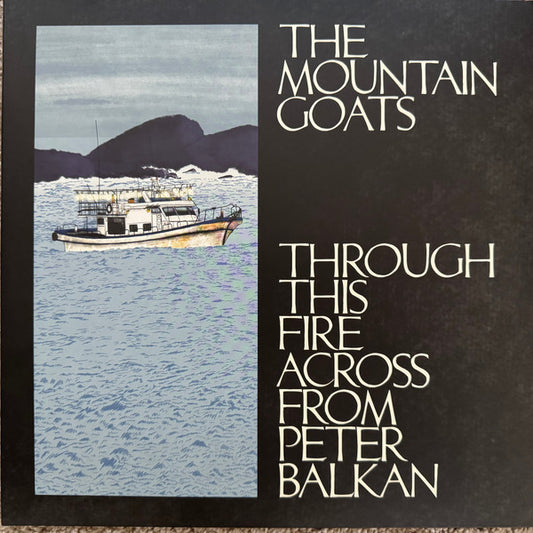 THE
MOUNTAIN
GOATS
THROUGH
THIS
FIRE
ACROSS
FROM
PETER
BALKAN